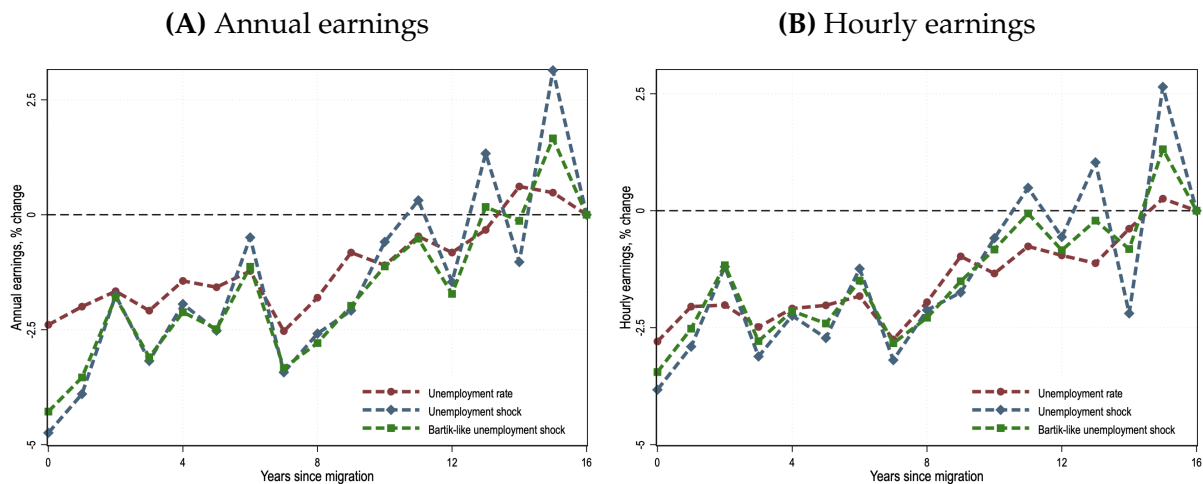 (A) Annual earnings
Annual earnings, % change
2.5
0
-2.5
-5
0 4 8 12 16
Years since migration
Unemployment rate
Unemployment shock
Bartik-like unemployment shock
(B) Hourly earnings
Hourly earnings, % change
2.5
0
-2.5
-5
0 4 8 12 16
Years since migration
Unemployment rate
Unemployment shock
Bartik-like unemployment shock